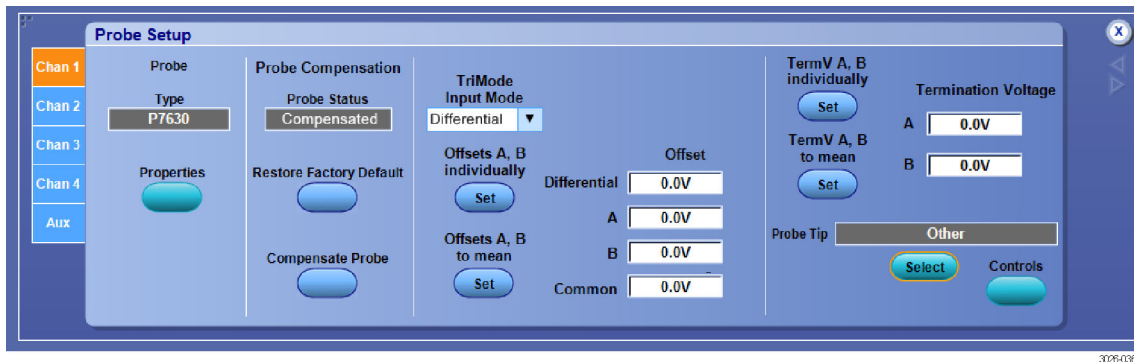 Probe Setup
X
Chan 1
Chan 2
Chan 3
Chan 4
Aux
Probe
Type
P7630
Properties
Probe Compensation
Probe Status
Compensated
Restore Factory Default
Compensate Probe
TriMode
Input Mode
Differential
Offsets A, B
individually
Set
Offsets A, B
to mean
Set
Offset
Differential 0.0V
A 0.0V
B 0.0V
Common 0.0V
TermV A, B
individually
Set
TermV A, B
to mean
Set
Termination Voltage
A 0.0V
B 0.0V
Probe Tip Other
Select
Controls
3026-036